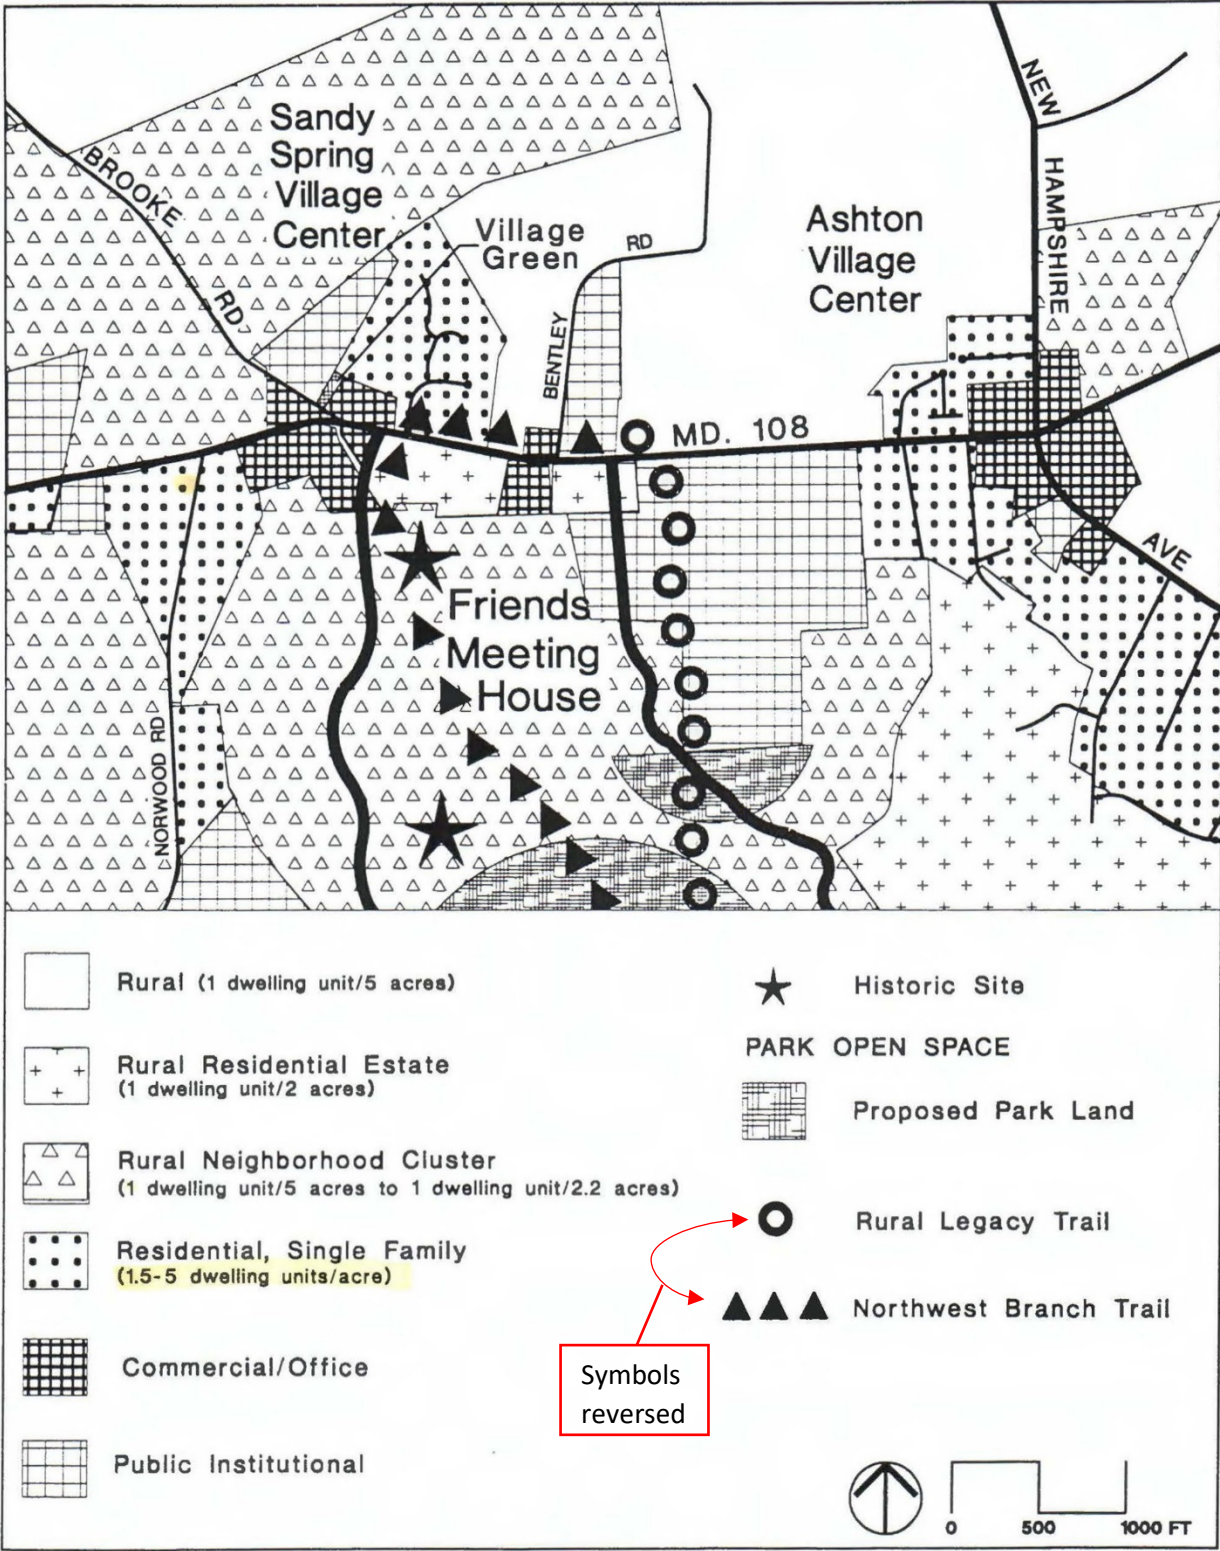 Sandy
Spring
Village
Center
BROOKE
RD.
Village
Green
BENTLEY
RD
Ashton
Village
Center
NEW
HAMPSHIRE
AVE
MD. 108
Friends
Meeting
House
NORWOOD RD
Rural (1 dwelling unit/5 acres)
Rural Residential Estate
(1 dwelling unit/2 acres)
Rural Neighborhood Cluster
(1 dwelling unit/5 acres to 1 dwelling unit/2.2 acres)
Residential, Single Family
(1.5-5 dwelling units/acre)
Commercial/Office
Public Institutional
Historic Site
PARK OPEN SPACE
Proposed Park Land
Rural Legacy Trail
Northwest Branch Trail
Symbols
reversed
0 500 1000 FT